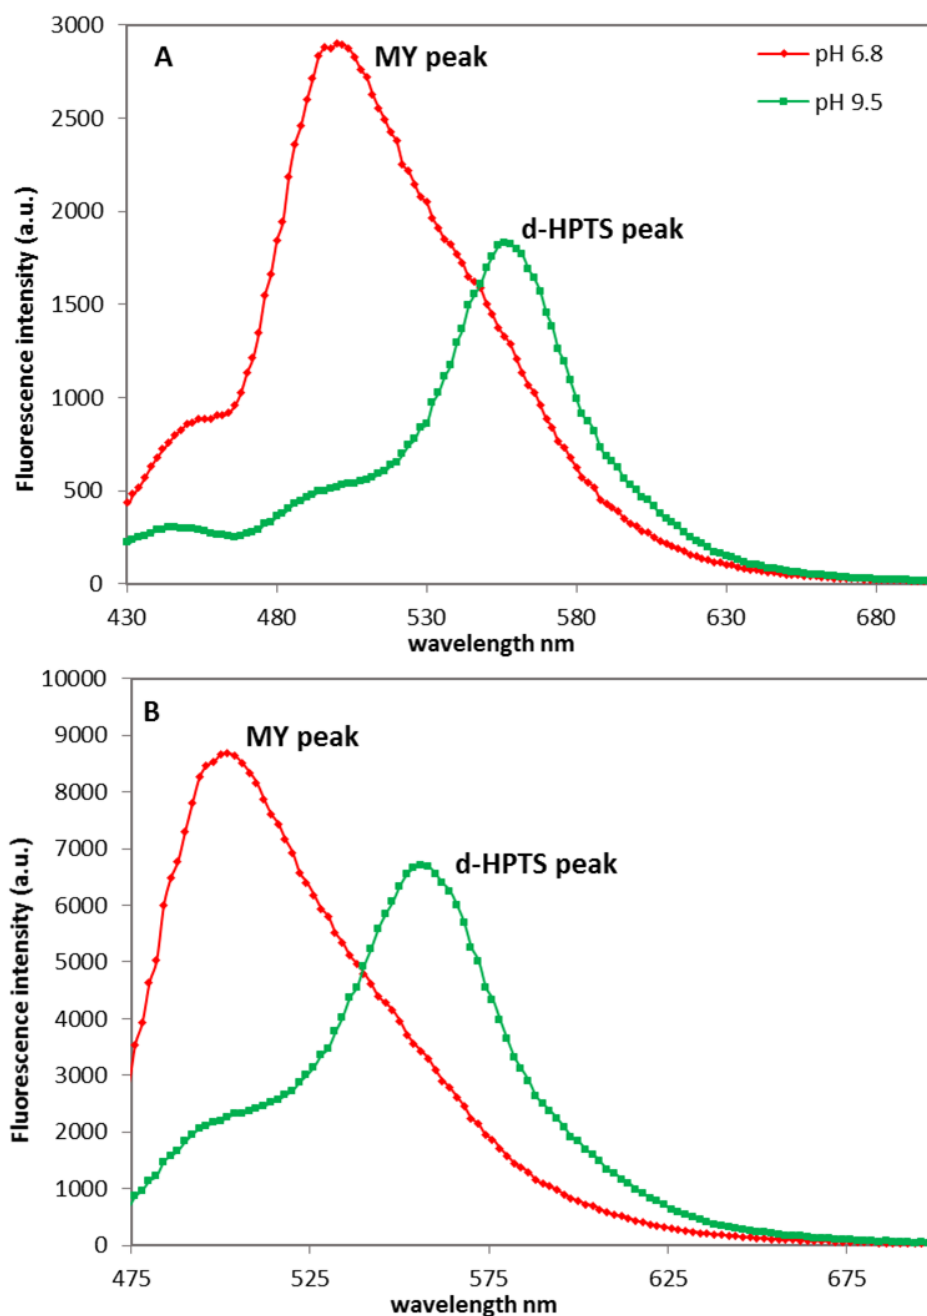 A
MY peak
pH 6.8
pH 9.5
d-HPTS peak
Fluorescence intensity (a.u.)
3000
2500
2000
1500
1000
500
0
430 480 530 580 630 680
wavelength nm
B
MY peak
d-HPTS peak
Fluorescence intensity (a.u.)
10000
9000
8000
7000
6000
5000
4000
3000
2000
1000
0
475 525 575 625 675
wavelength nm